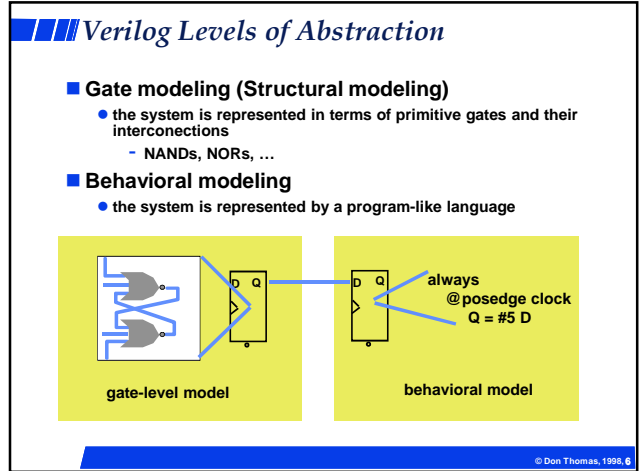 Verilog Levels of Abstraction
Gate modeling (Structural modeling)
the system is represented in terms of primitive gates and their
interconections
- NANDs, NORs, …
Behavioral modeling
the system is represented by a program-like language
D Q
D Q
always
@posedge clock
Q = #5 D
gate-level model
behavioral model
© Don Thomas, 1998, 6